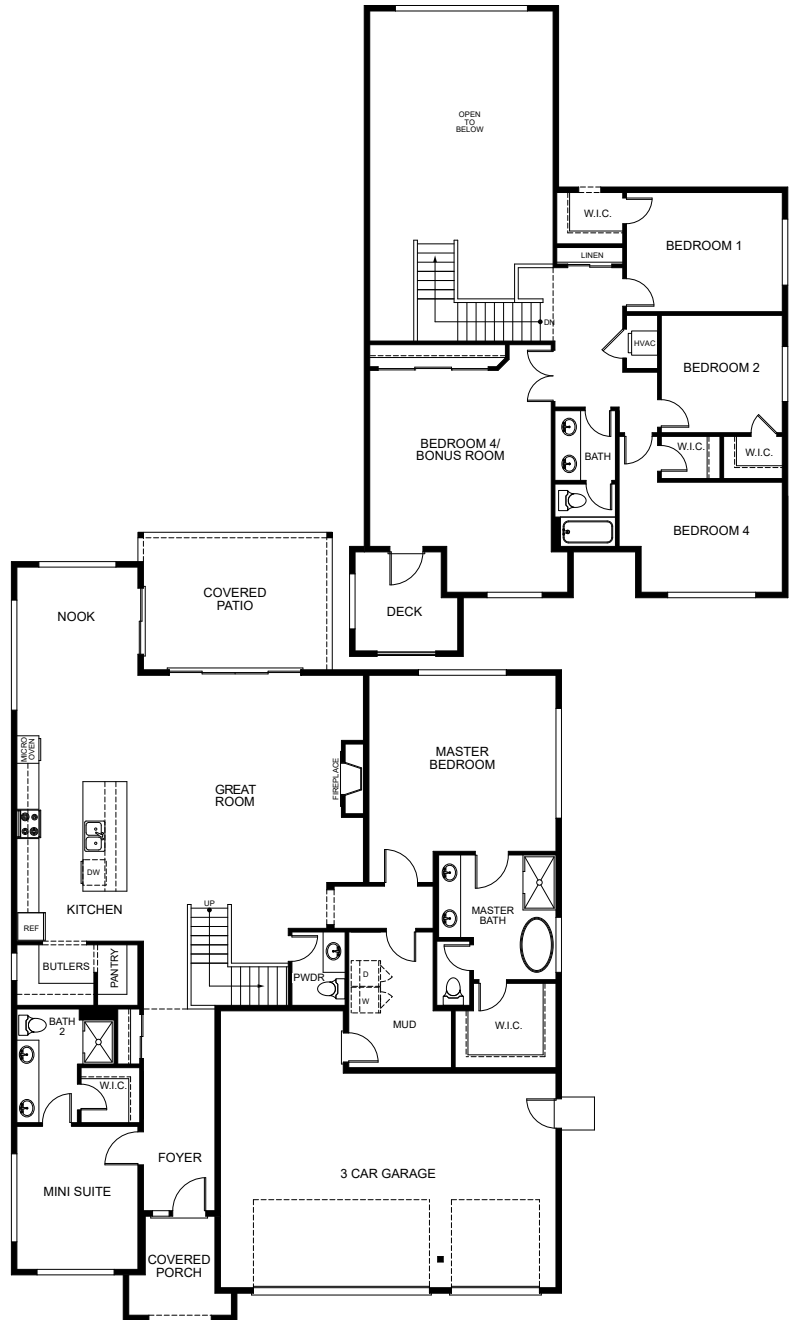 OPEN
TO
BELOW
W.I.C.
BEDROOM 1
LINEN
DN
HVAC
BEDROOM 2
BEDROOM 4/
BONUS ROOM
BATH
W.I.C.
W.I.C.
BEDROOM 4
DECK
COVERED
PATIO
NOOK
MICRO
OVEN
GREAT
ROOM
FIREPLACE
MASTER
BEDROOM
DW
KITCHEN
REF
UP
MASTER
BATH
BUTLERS
PANTRY
PWDR
D
W
MUD
W.I.C.
BATH
2
W.I.C.
FOYER
MINI SUITE
3 CAR GARAGE
COVERED
PORCH